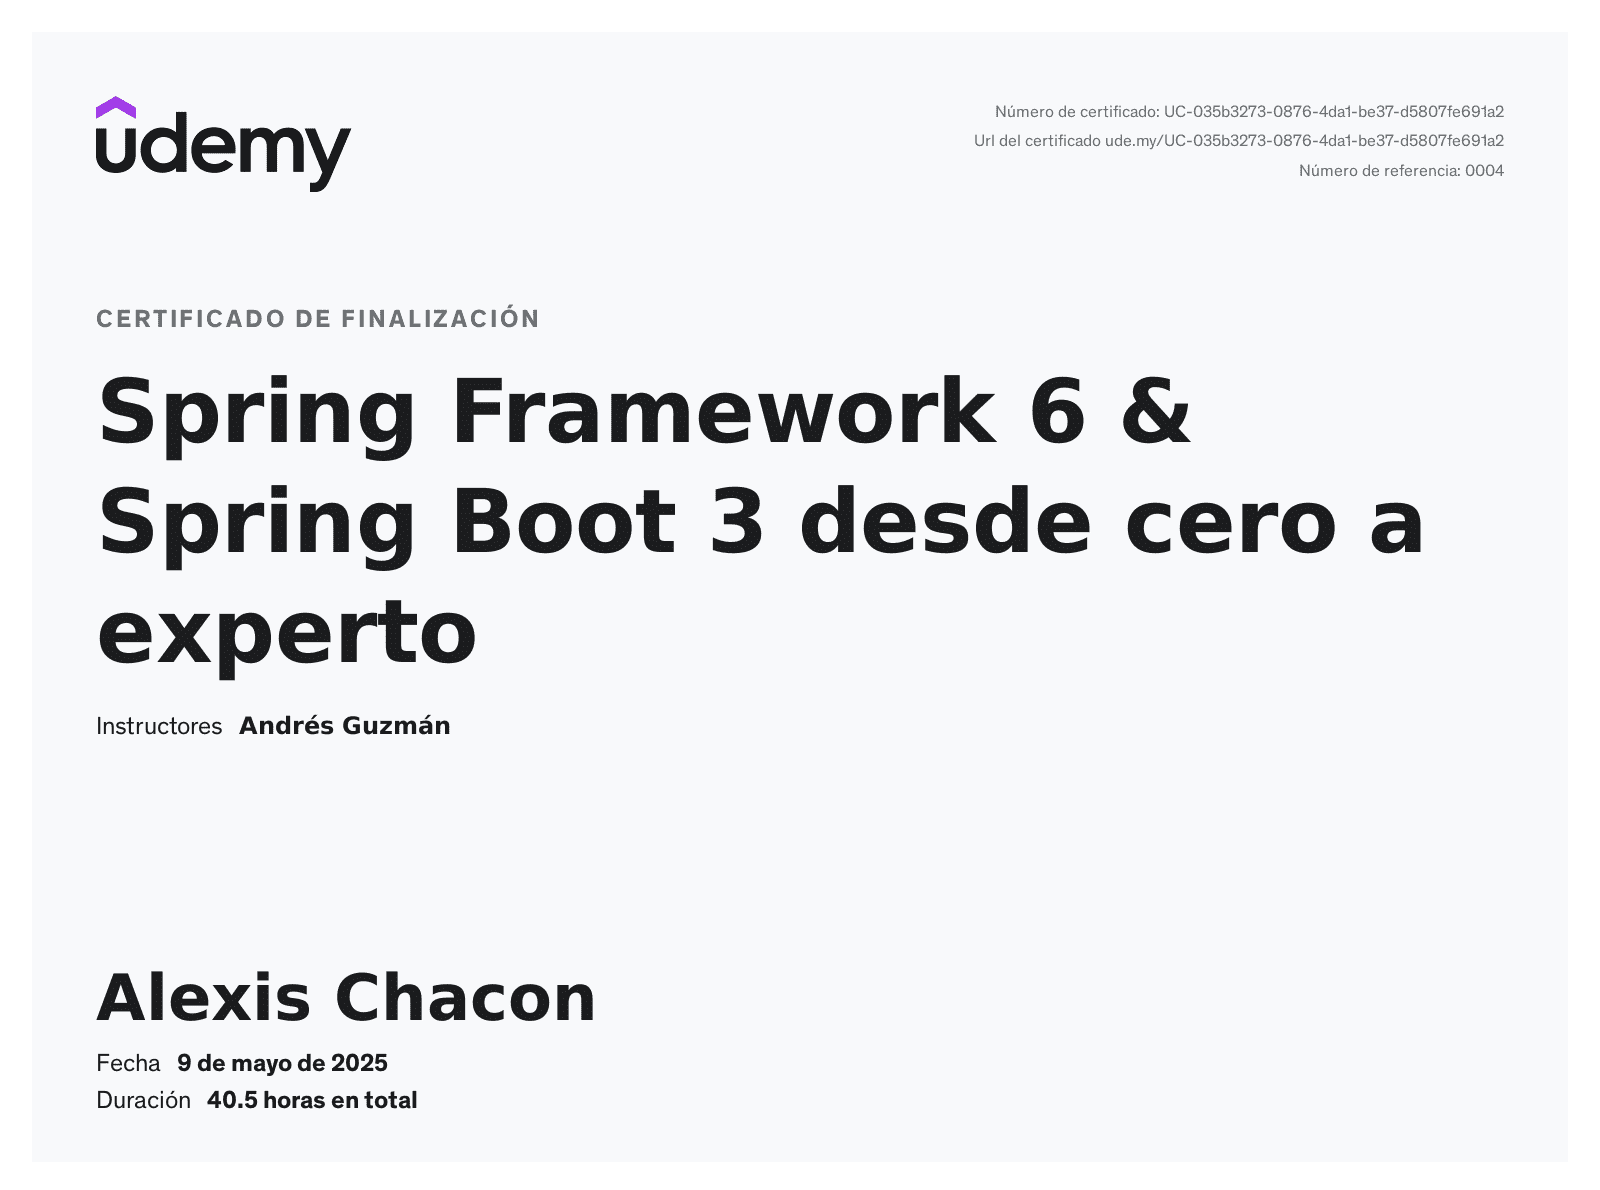 udemy
Número de certificado: UC-035b3273-0876-4da1-be37-d5807fe691a2
Url del certificado ude.my/UC-035b3273-0876-4da1-be37-d5807fe691a2
Número de referencia: 0004
CERTIFICADO DE FINALIZACIÓN
Spring Framework 6 &
Spring Boot 3 desde cero a
experto
Instructores Andrés Guzmán
Alexis Chacon
Fecha 9 de mayo de 2025
Duración 40.5 horas en total